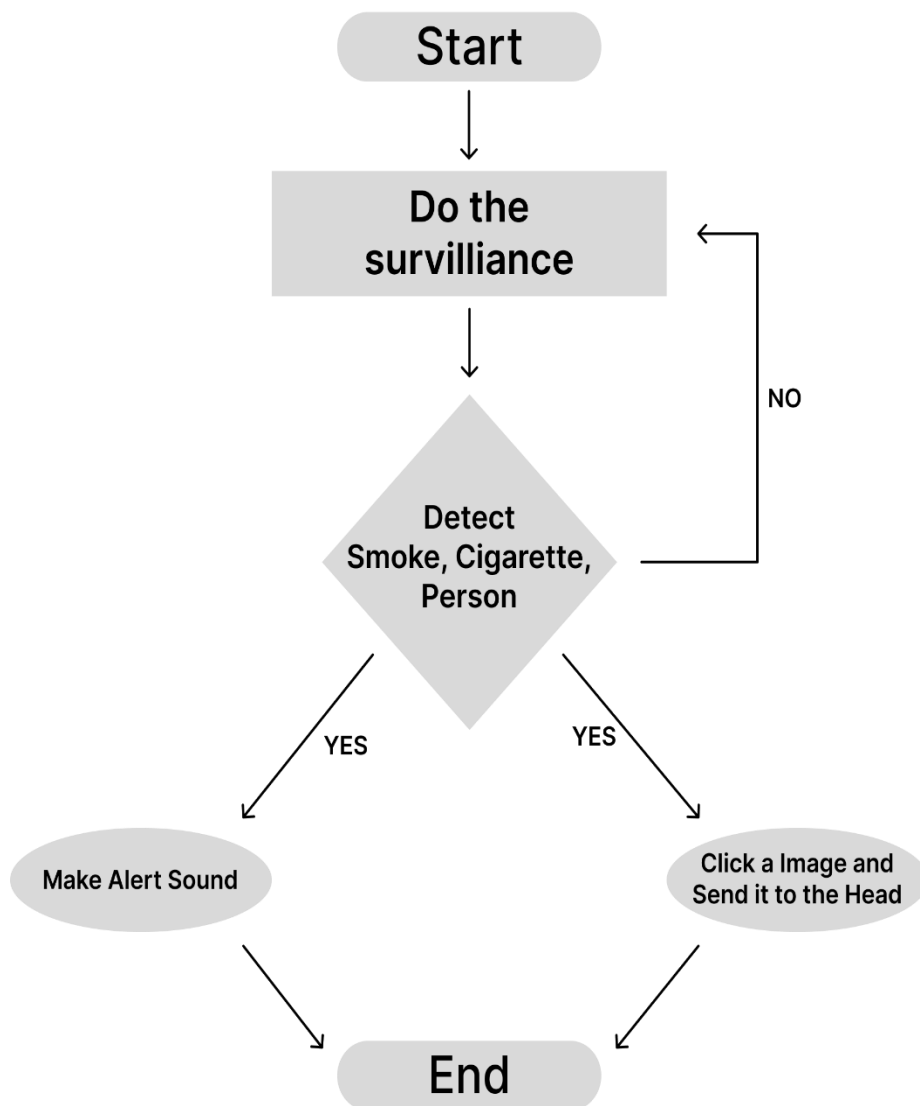 Start
Do the
survilliance
NO
Detect
Smoke, Cigarette,
Person
YES
YES
Make Alert Sound
Click a Image and
Send it to the Head
End